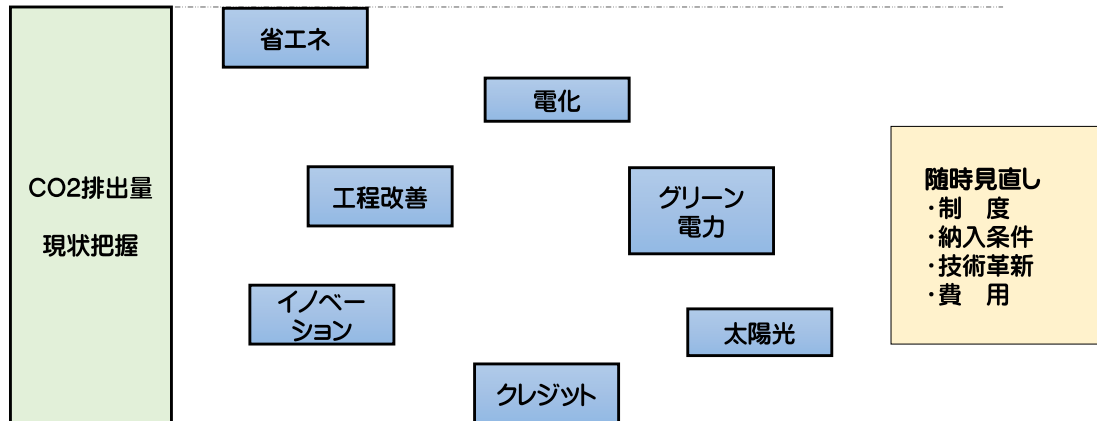 CO2排出量
現状把握
省エネ
電化
工程改善
グリーン
電力
イノベー
ション
太陽光
クレジット
随時見直し
・制　度
・納入条件
・技術革新
・費　用